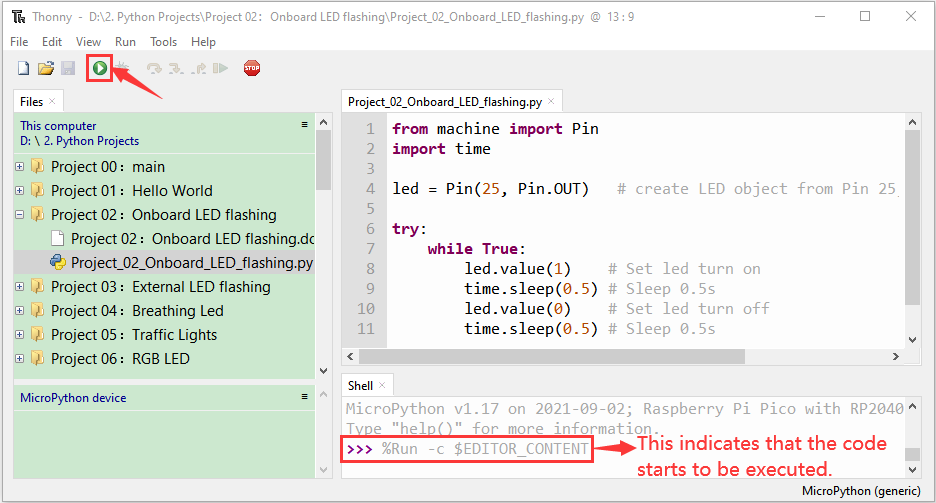 Thonny - D:\2. Python Projects\Project 02：Onboard LED flashing\Project_02_Onboard_LED_flashing.py @ 13 : 9
File Edit View Run Tools Help
STOP
Files ×
This computer
D: \ 2. Python Projects
Project 00：main
Project 01：Hello World
Project 02：Onboard LED flashing
Project 02：Onboard LED flashing.dc
Project_02_Onboard_LED_flashing.py
Project 03：External LED flashing
Project 04：Breathing Led
Project 05：Traffic Lights
Project 06：RGB LED
MicroPython device
Project_02_Onboard_LED_flashing.py ×
1 from machine import Pin
2 import time
3
4 led = Pin(25, Pin.OUT)   # create LED object from Pin 25,
5
6 try:
7     while True:
8         led.value(1)    # Set led turn on
9         time.sleep(0.5) # Sleep 0.5s
10         led.value(0)    # Set led turn off
11         time.sleep(0.5) # Sleep 0.5s
Shell ×
MicroPython v1.17 on 2021-09-02; Raspberry Pi Pico with RP2040
Type "help()" for more information.
>>> %Run -c $EDITOR_CONTENT
This indicates that the code
starts to be executed.
MicroPython (generic)